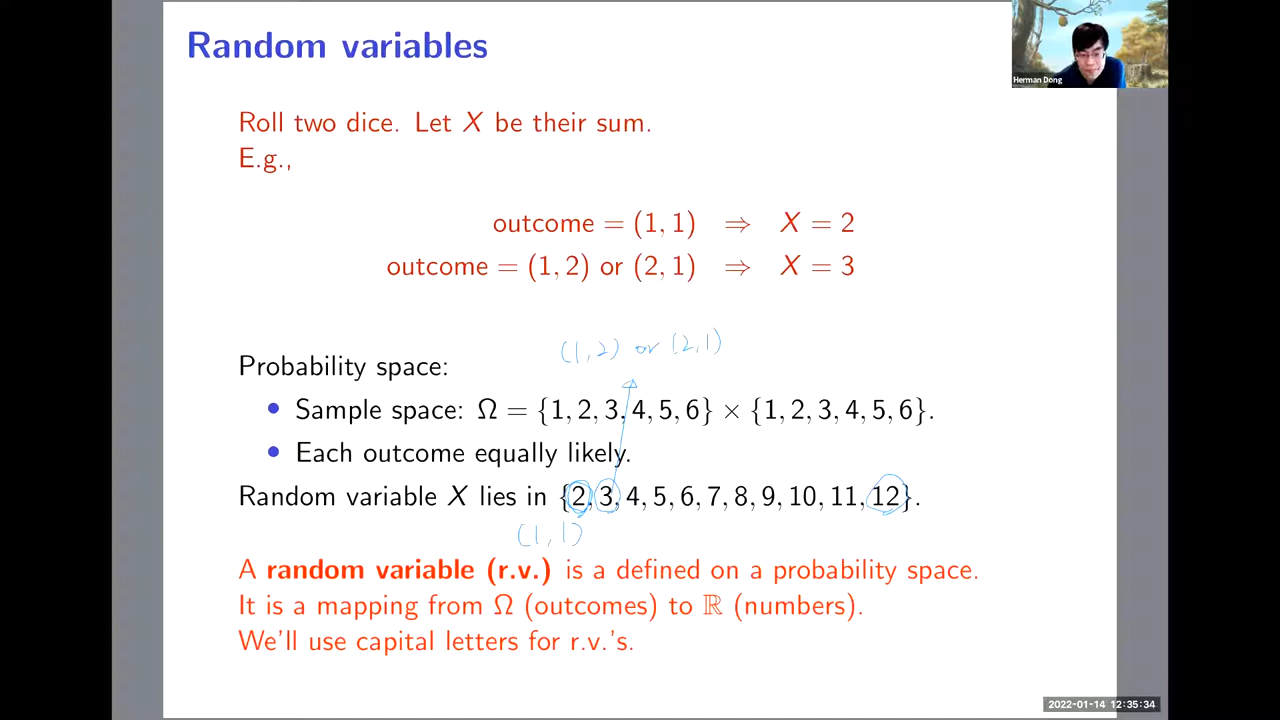 Random variables
Herman Dong
Roll two dice. Let X be their sum.
E.g.,
outcome = (1, 1) ⇒ X = 2
outcome = (1, 2) or (2, 1) ⇒ X = 3
(1,2) or (2,1)
Probability space:
• Sample space: Ω = {1, 2, 3, 4, 5, 6} × {1, 2, 3, 4, 5, 6}.
• Each outcome equally likely.
Random variable X lies in {2, 3, 4, 5, 6, 7, 8, 9, 10, 11, 12}.
(1,1)
A random variable (r.v.) is a defined on a probability space.
It is a mapping from Ω (outcomes) to ℝ (numbers).
We'll use capital letters for r.v.'s.
2022-01-14 12:35:34